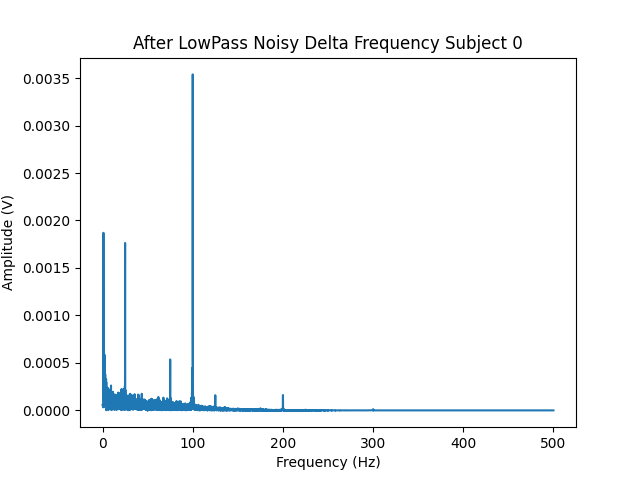 After LowPass Noisy Delta Frequency Subject 0
Amplitude (V)
0.0035
0.0030
0.0025
0.0020
0.0015
0.0010
0.0005
0.0000
0 100 200 300 400 500
Frequency (Hz)